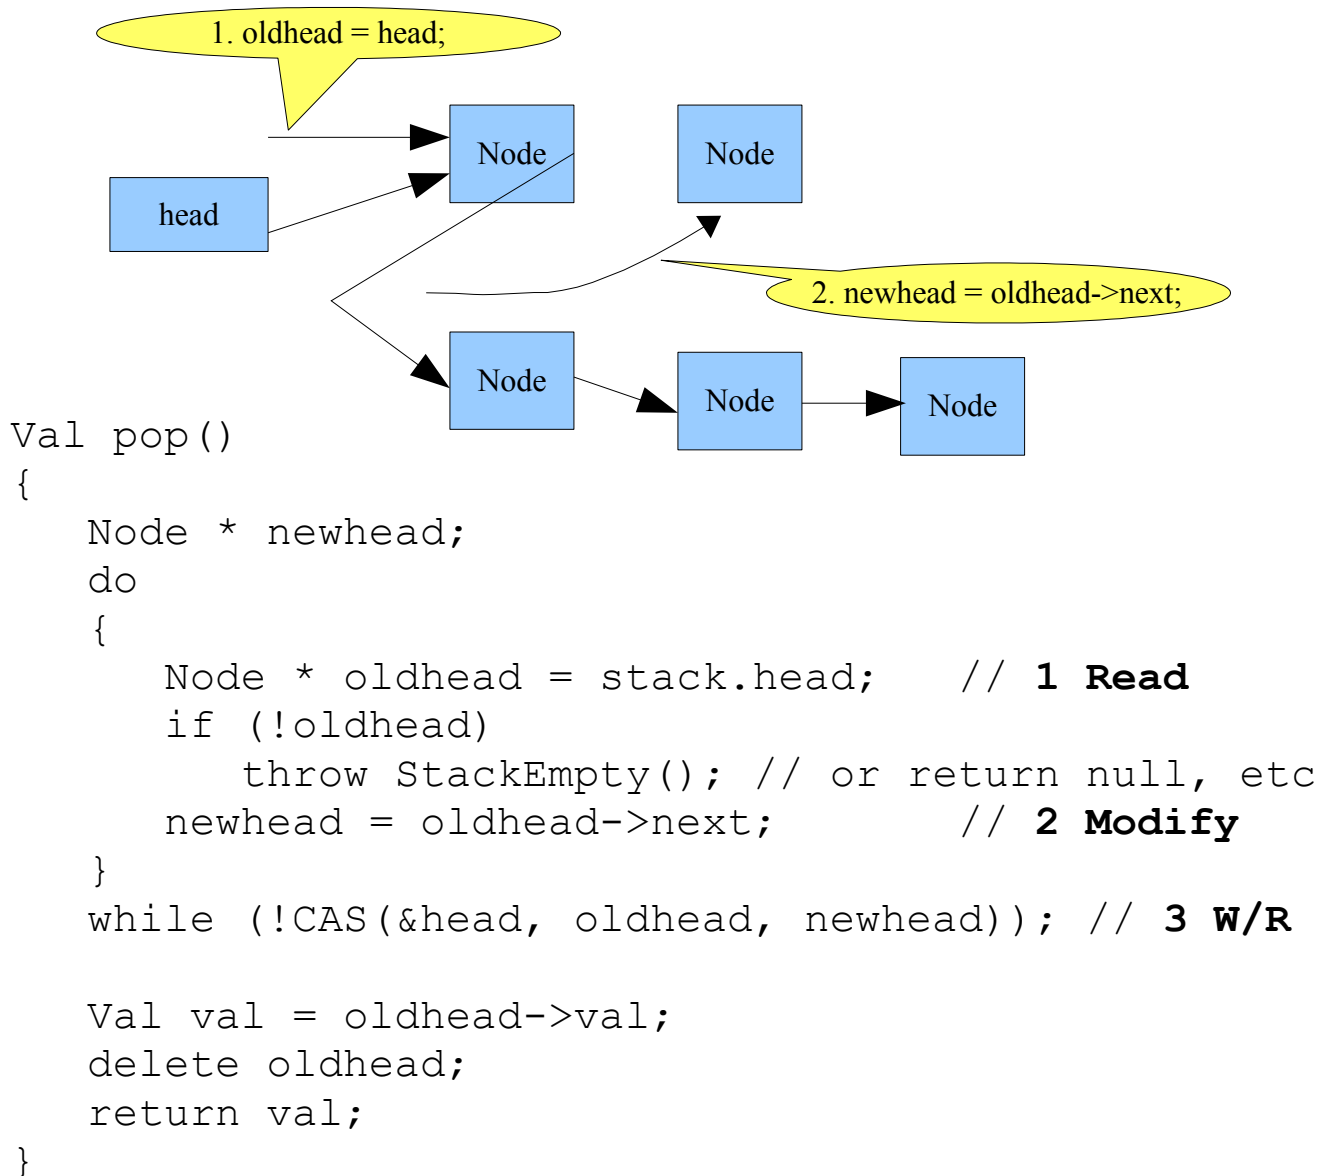 1. oldhead = head;
Node
Node
head
2. newhead = oldhead->next;
Node
Node
Node
Val pop()
{
Node * newhead;
do
{
Node * oldhead = stack.head; // 1 Read
if (!oldhead)
throw StackEmpty(); // or return null, etc
newhead = oldhead->next; // 2 Modify
}
while (!CAS(&head, oldhead, newhead)); // 3 W/R
Val val = oldhead->val;
delete oldhead;
return val;
}